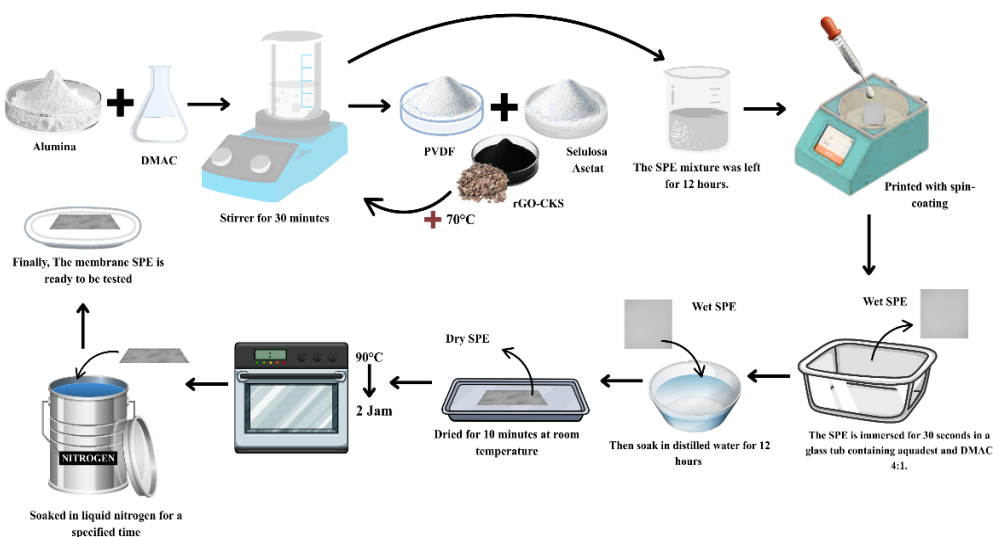 Alumina
DMAC
Stirrer for 30 minutes
PVDF
Selulosa
Asetat
rGO-CKS
70°C
The SPE mixture was left
for 12 hours.
Printed with spin-
coating
Wet SPE
The SPE is immersed for 30 seconds in a
glass tub containing aquadest and DMAC
4:1.
Wet SPE
Then soak in distilled water for 12
hours
Dry SPE
Dried for 10 minutes at room
temperature
90°C
2 Jam
NITROGEN
Soaked in liquid nitrogen for a
specified time
Finally, The membrane SPE is
ready to be tested